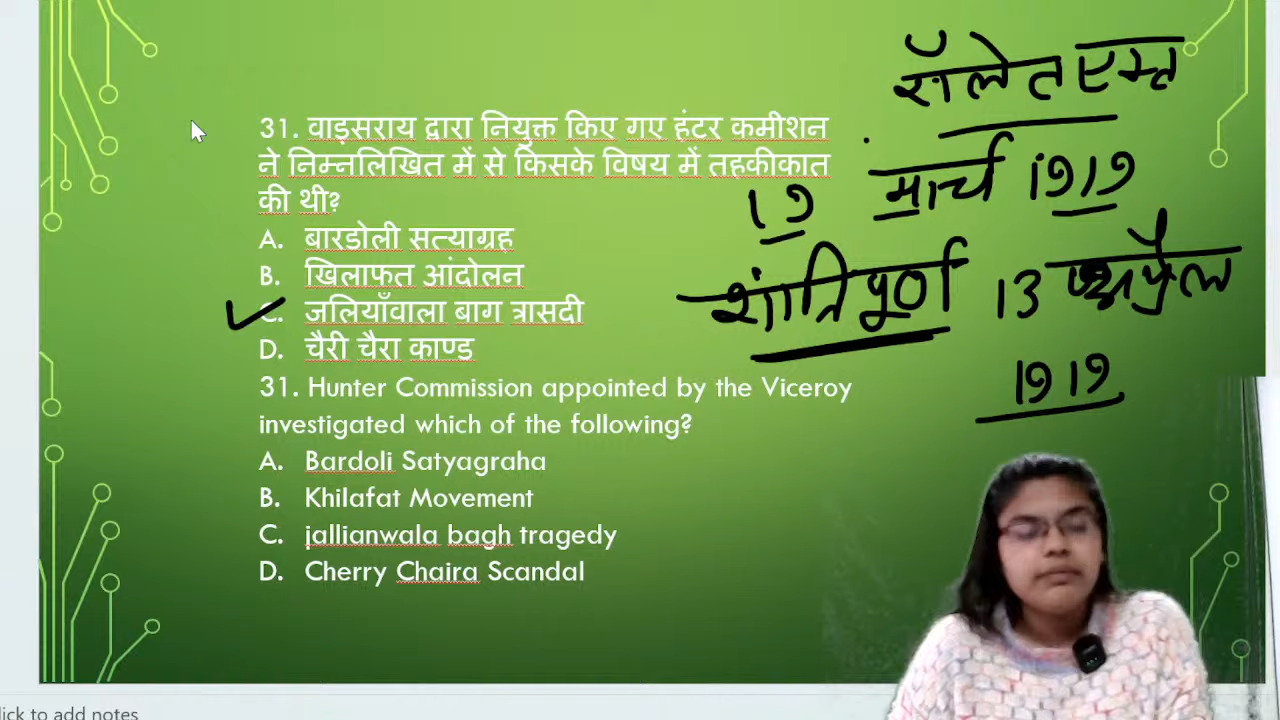 31. वाइसराय द्वारा नियुक्त किए गए हंटर कमीशन
ने निम्नलिखित में से किसके विषय में तहकीकात
की थी?
A. बारडोली सत्याग्रह
B. खिलाफत आंदोलन
C. जलियाँवाला बाग त्रासदी
D. चैरी चैरा काण्ड
31. Hunter Commission appointed by the Viceroy
investigated which of the following?
A. Bardoli Satyagraha
B. Khilafat Movement
C. jallianwala bagh tragedy
D. Cherry Chaira Scandal
रॉलेत एक्त
मार्च 1919
19
शांतिपूर्ण
13 अप्रैल
1919
lick to add notes